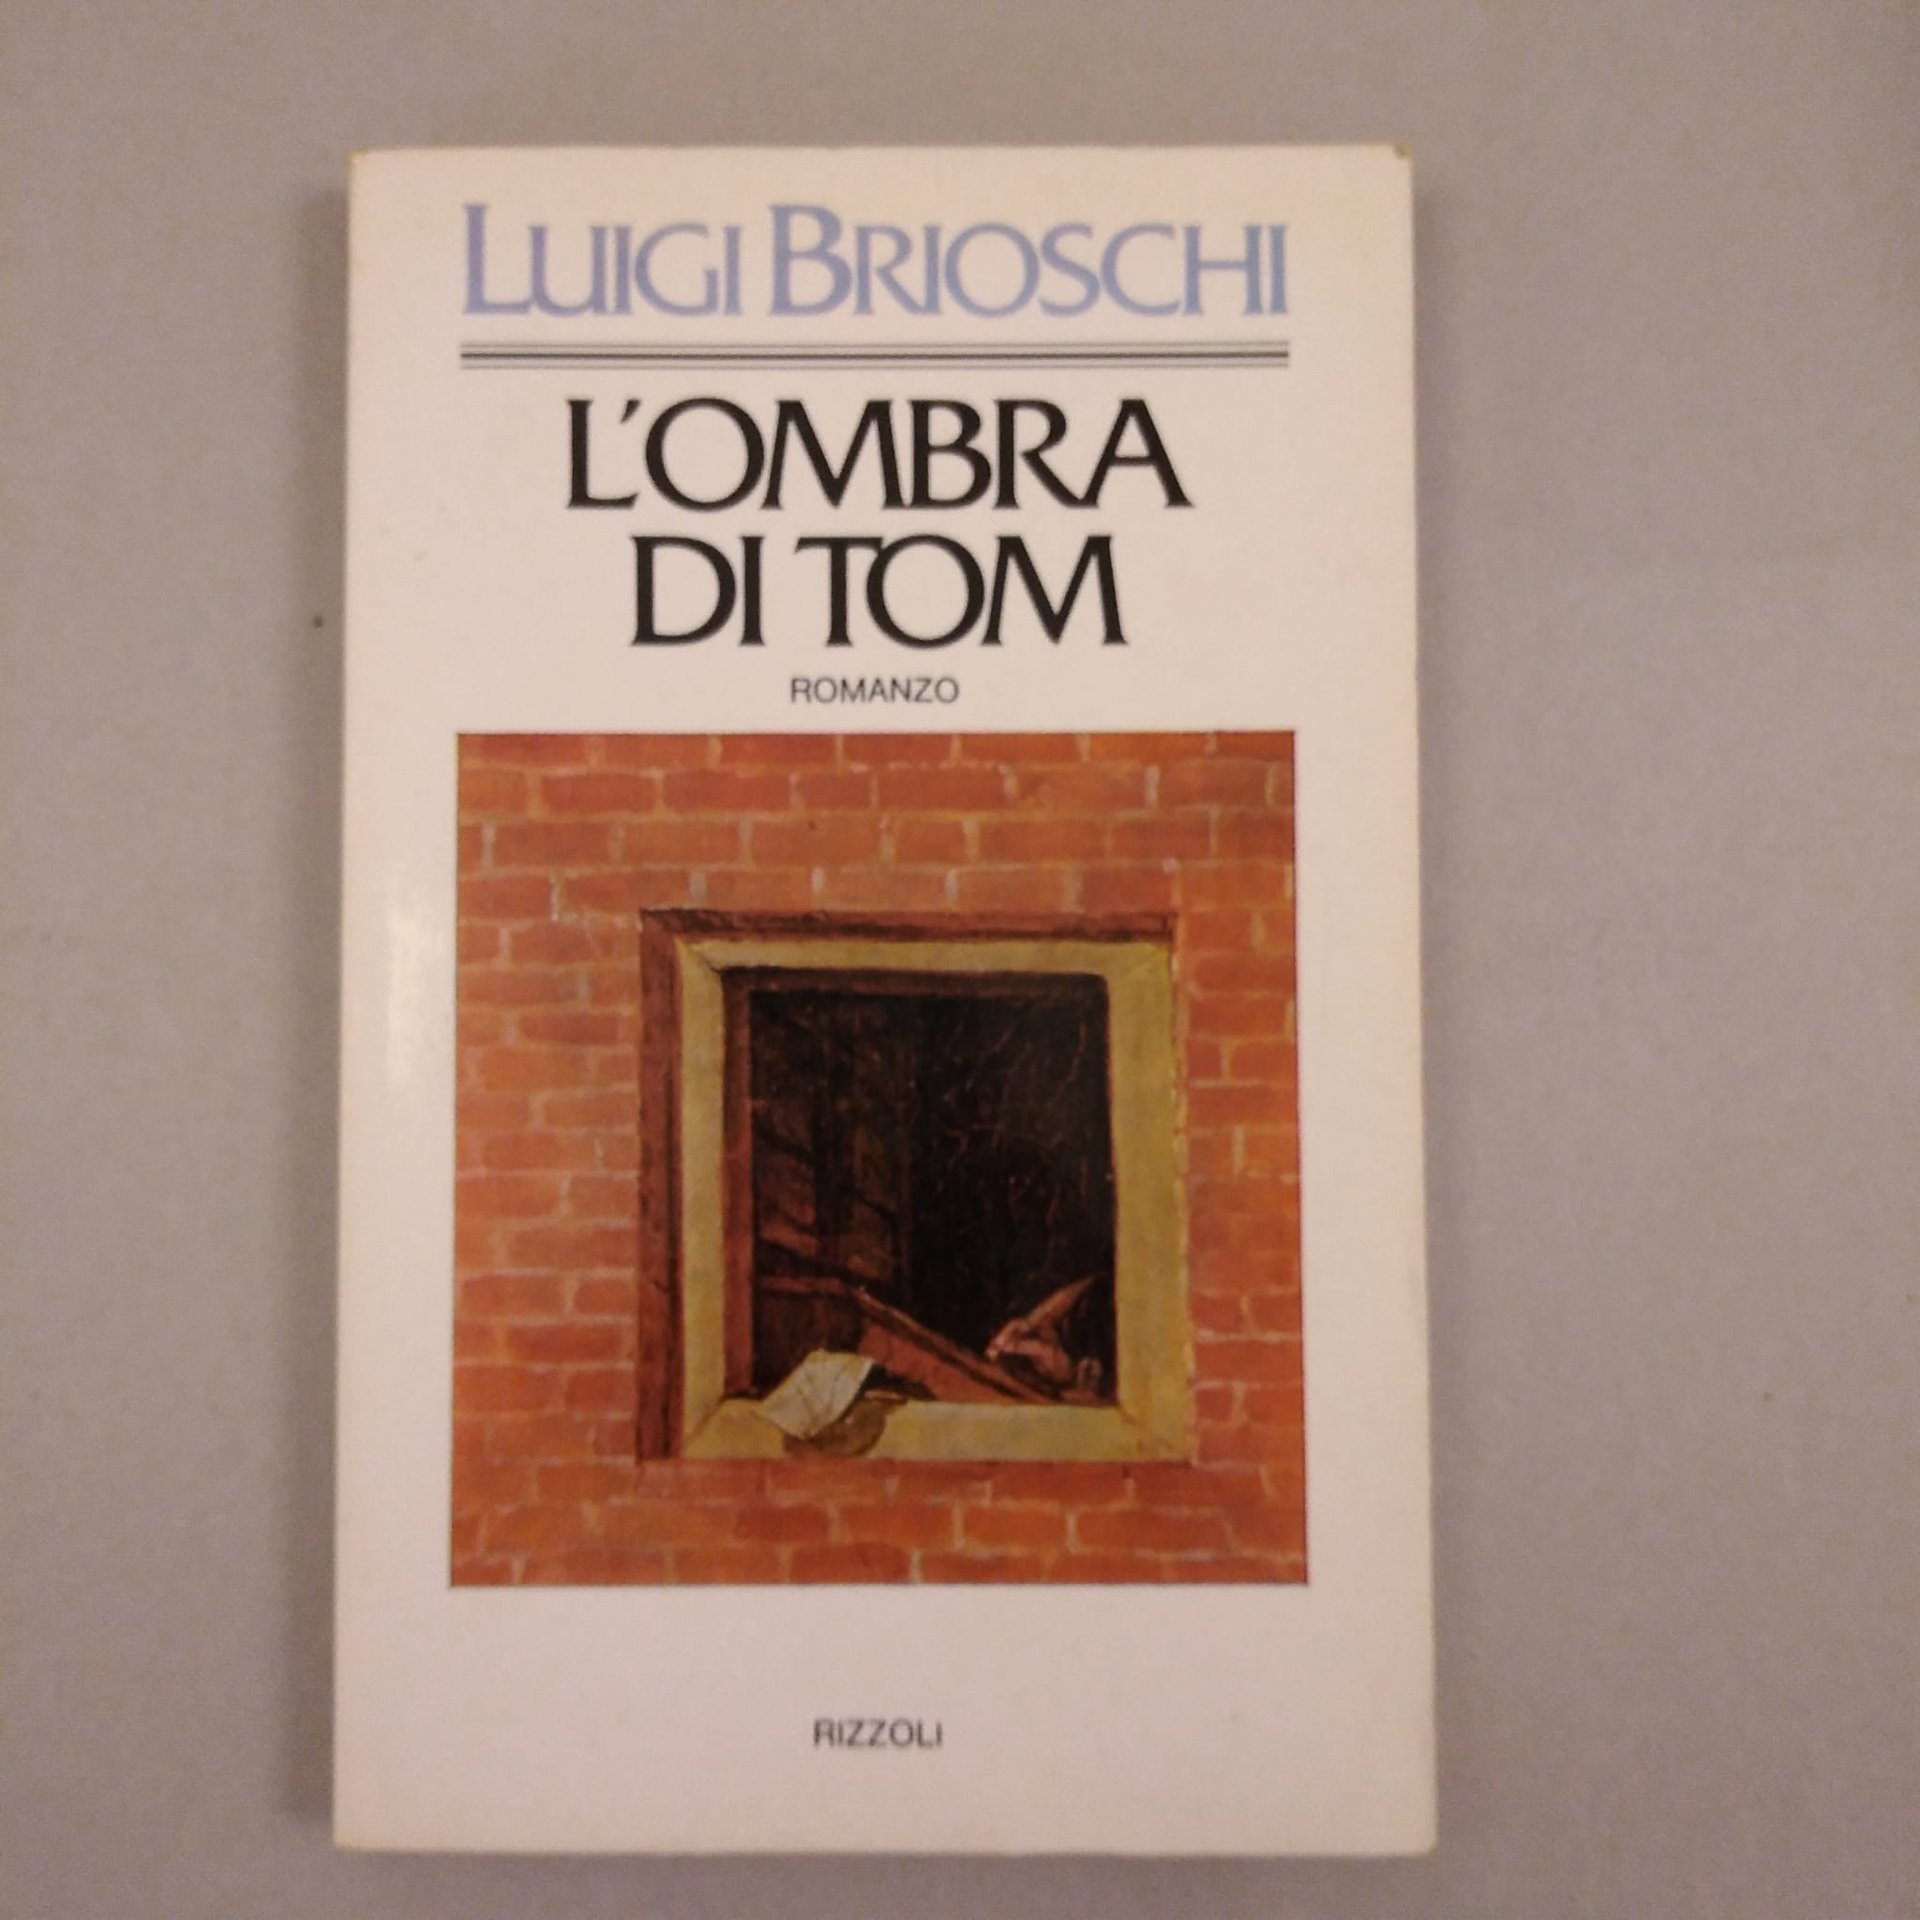 LUIGI BRIOSCHI
L'OMBRA
DI TOM
ROMANZO
RIZZOLI